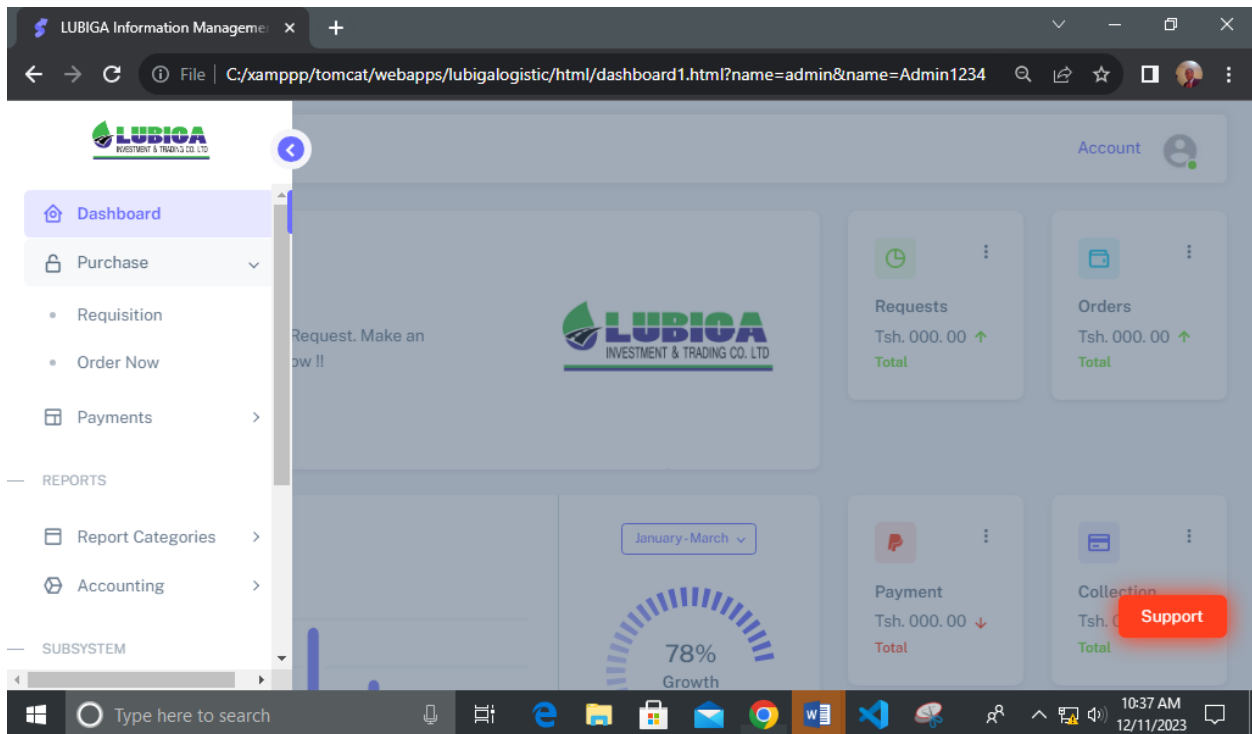 LUBIGA Information Managemer
File
C:/xamppp/tomcat/webapps/lubigalogistic/html/dashboard1.html?name=admin&name=Admin1234
LUBIGA
INVESTMENT & TRADING CO. LTD
Account
Dashboard
Purchase
Requisition
Order Now
Payments
REPORTS
Report Categories
Accounting
SUBSYSTEM
Request. Make an
ow !!
LUBIGA
INVESTMENT & TRADING CO. LTD
Requests
Tsh. 000. 00
Total
Orders
Tsh. 000. 00
Total
January - March
78%
Growth
Payment
Tsh. 000. 00
Total
Collection
Tsh. 0
Total
Support
Type here to search
10:37 AM
12/11/2023